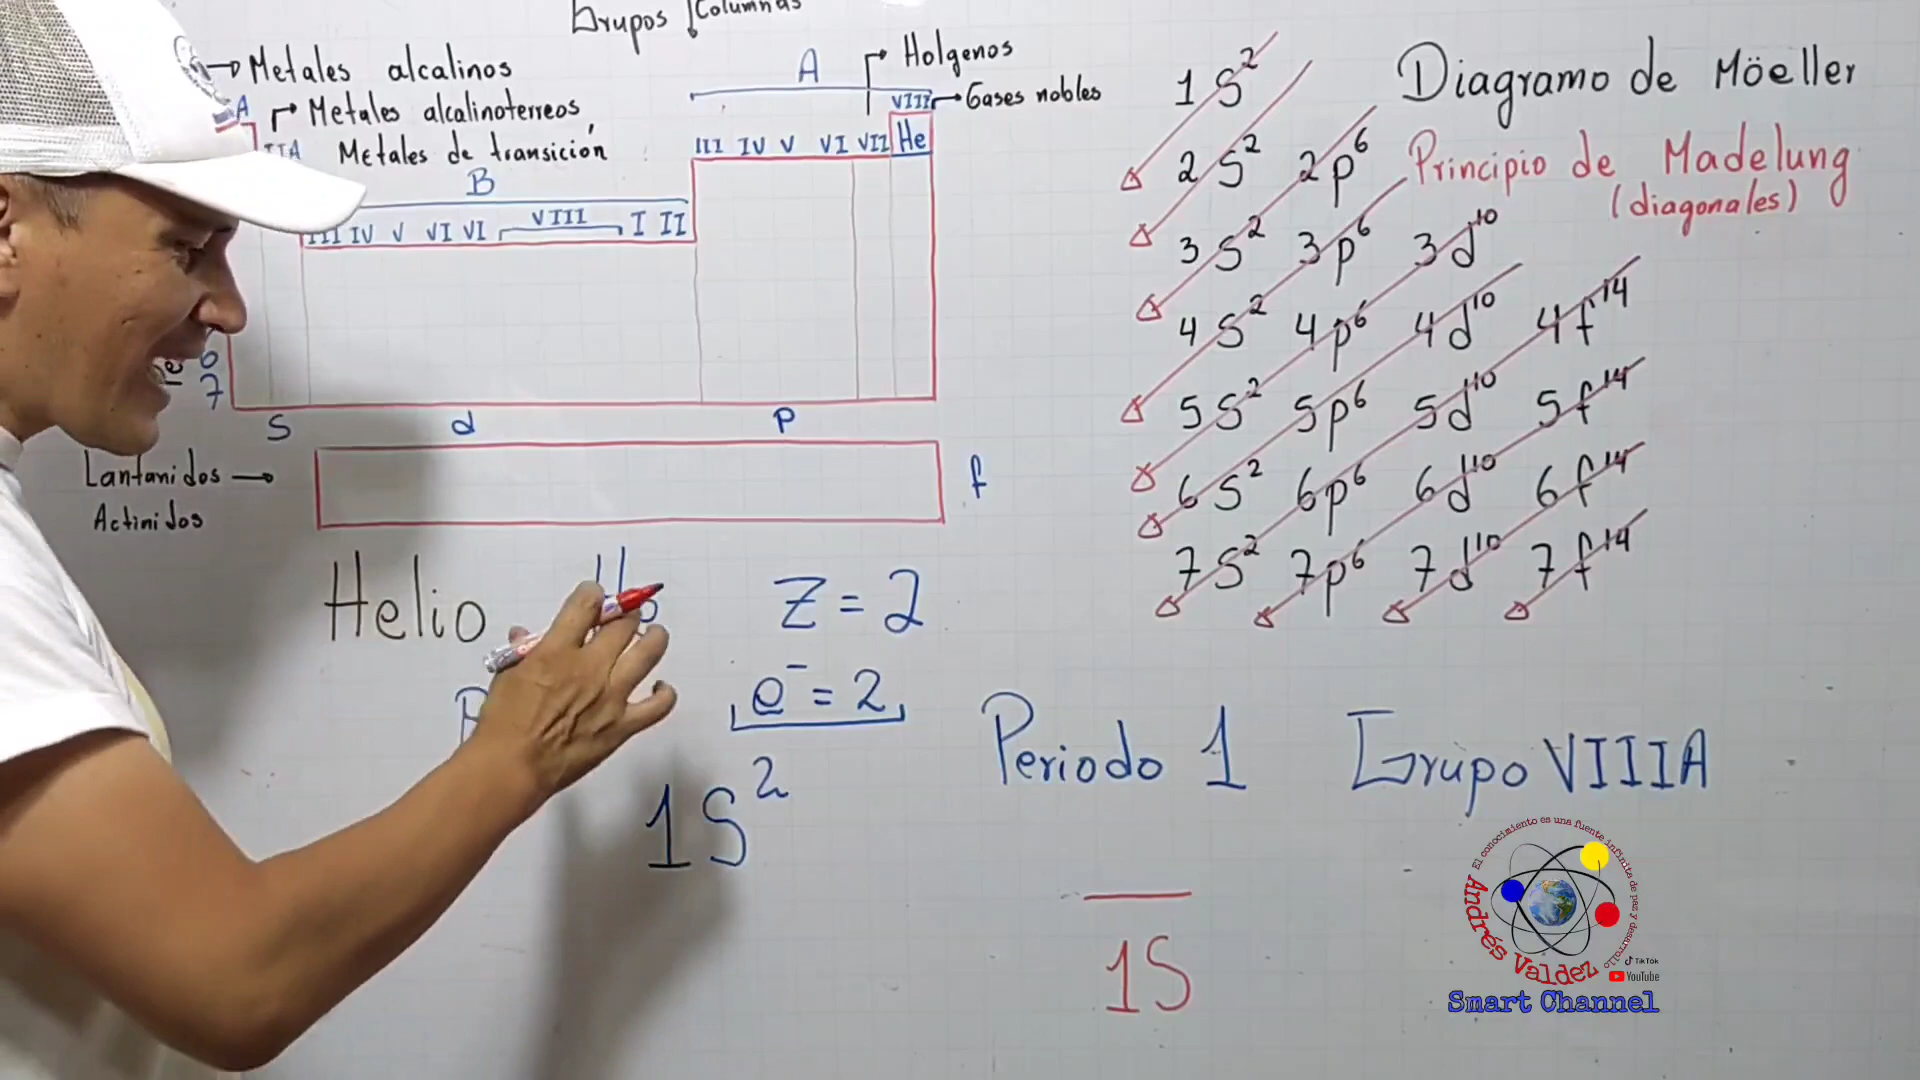 Grupos Columnas
Metales alcalinos
A
Metales alcalinoterreos
IIA
Metales de transición
B
III IV V VI VI VIII I II
A
Holgenos
VIII
Gases nobles
III IV V VI VII He
6
7
S d p
Lantanidos
Actinidos
f
1S² Diagramo de Möeller
2S² 2p⁶ Principio de Madelung
(diagonales)
3S² 3p⁶ 3d¹⁰
4S² 4p⁶ 4d¹⁰ 4f¹⁴
5S² 5p⁶ 5d¹⁰ 5f¹⁴
6S² 6p⁶ 6d¹⁰ 6f¹⁴
7S² 7p⁶ 7d¹⁰ 7f¹⁴
Helio Z = 2
e⁻ = 2
1S²
Periodo 1 Grupo VIIIA
1S
El conocimiento es una fuente infinita de paz y desarrollo
Andrés Valdez
TikTok
YouTube
Smart Channel